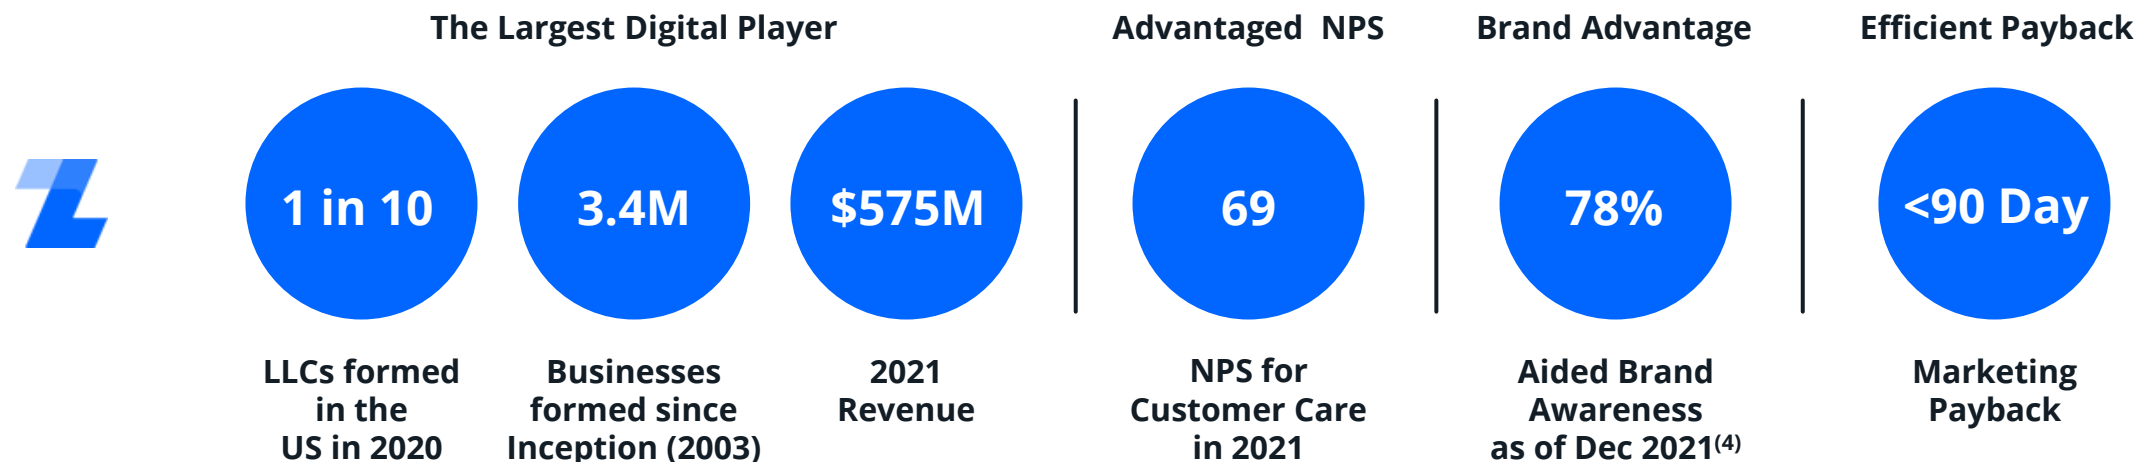 The Largest Digital Player
Advantaged NPS
Brand Advantage
Efficient Payback
1 in 10
3.4M
$575M
69
78%
<90 Day
LLCs formed
in the
US in 2020
Businesses
formed since
Inception (2003)
2021
Revenue
NPS for
Customer Care
in 2021
Aided Brand
Awareness
as of Dec 2021(4)
Marketing
Payback